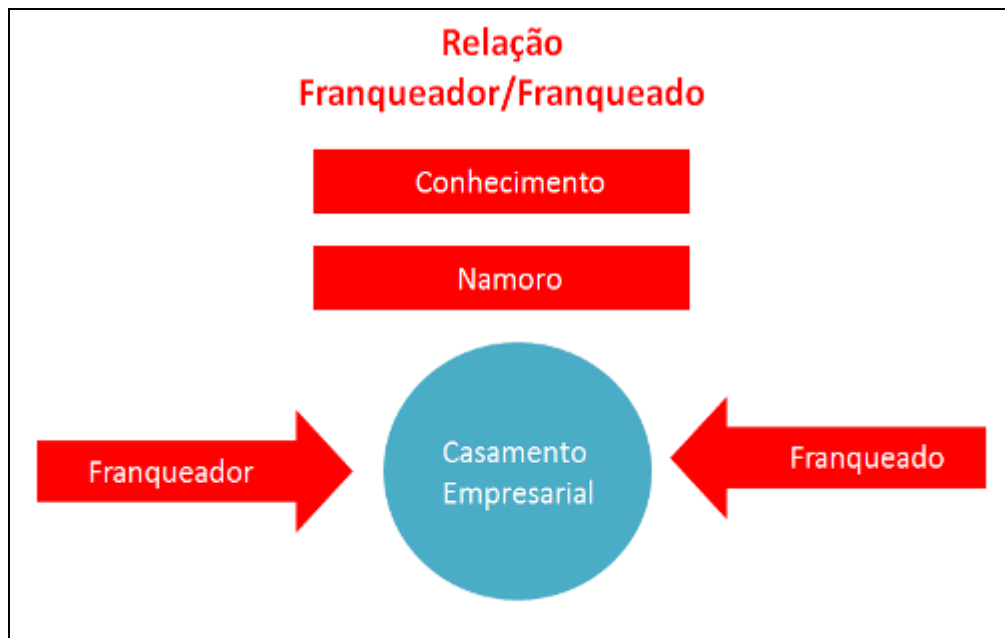 Relação
Franqueador/Franqueado
Conhecimento
Namoro
Franqueador
Casamento
Empresarial
Franqueado